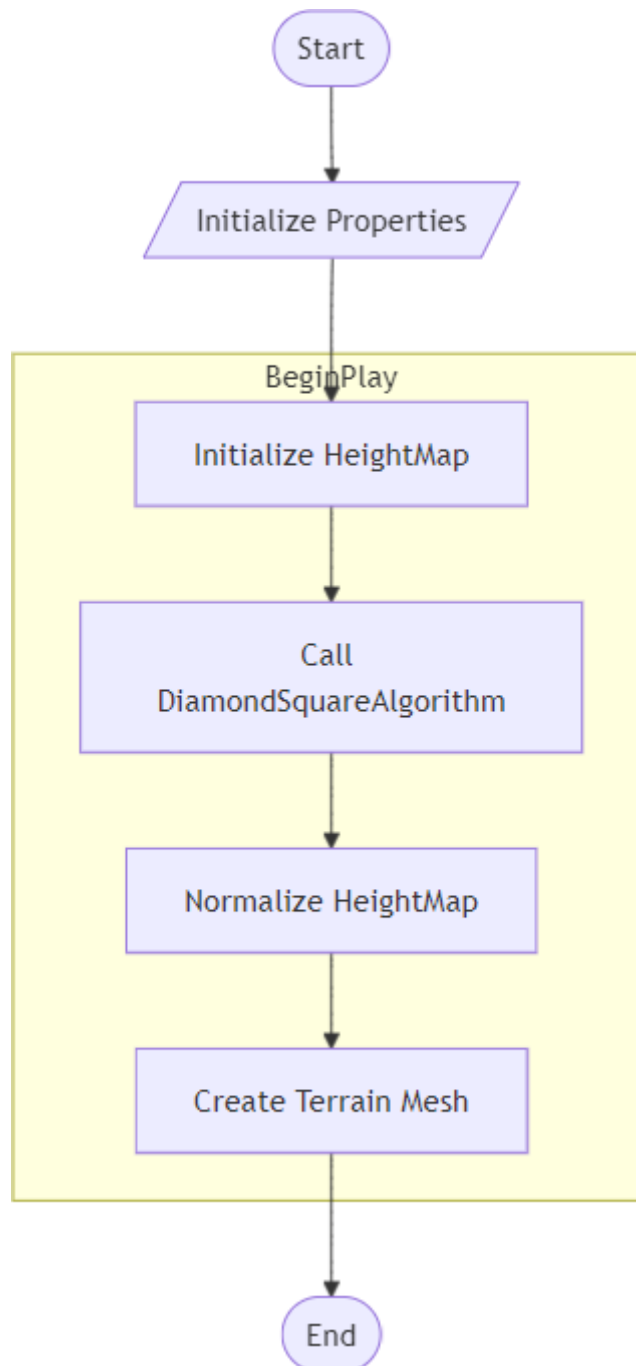 Start
Initialize Properties
BeginPlay
Initialize HeightMap
Call
DiamondSquareAlgorithm
Normalize HeightMap
Create Terrain Mesh
End